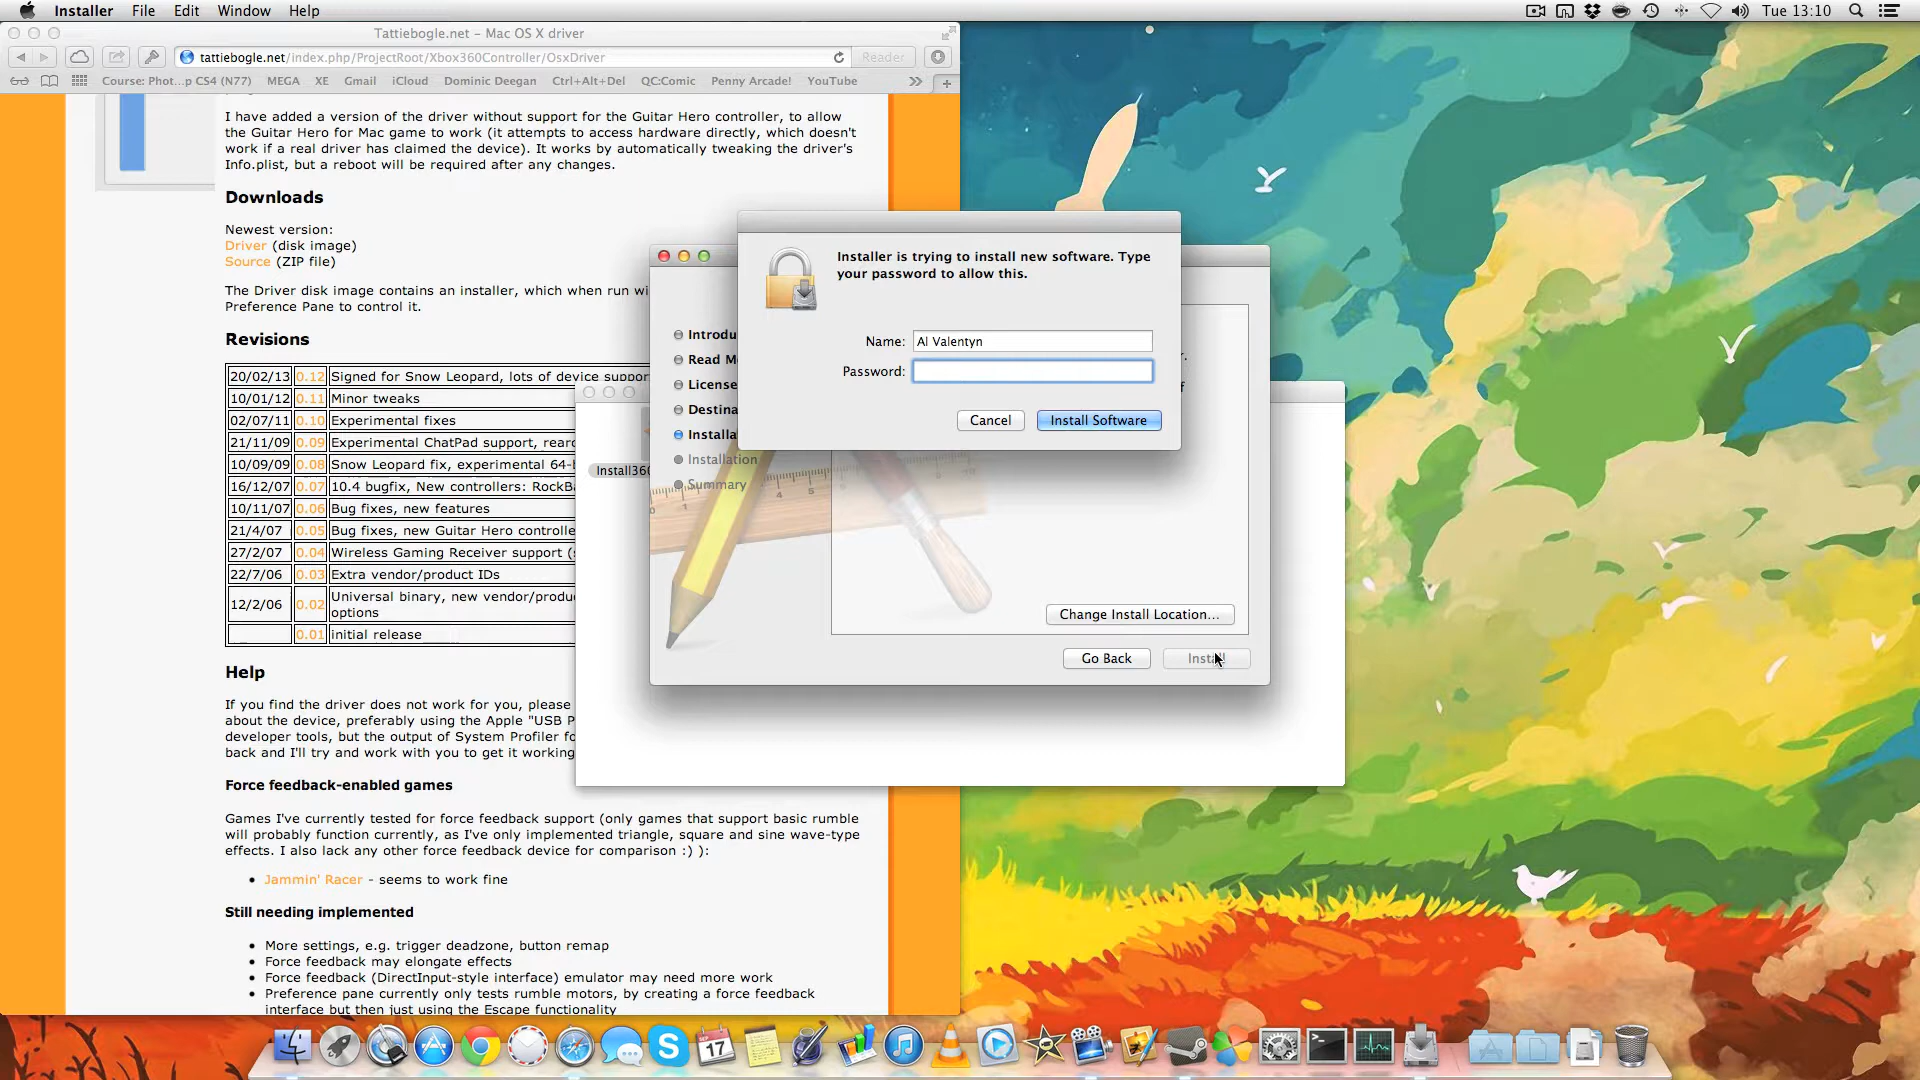 Installer File Edit Window Help
Tue 13:10
Tattiebogle.net – Mac OS X driver
tattiebogle.net/index.php/ProjectRoot/Xbox360Controller/OsxDriver
Reader
Course: Phot...p CS4 (N77) MEGA XE Gmail iCloud Dominic Deegan Ctrl+Alt+Del QC:Comic Penny Arcade! YouTube
I have added a version of the driver without support for the Guitar Hero controller, to allow
the Guitar Hero for Mac game to work (it attempts to access hardware directly, which doesn't
work if a real driver has claimed the device). It works by automatically tweaking the driver's
Info.plist, but a reboot will be required after any changes.
Downloads
Newest version:
Driver (disk image)
Source (ZIP file)
The Driver disk image contains an installer, which when run wi
Preference Pane to control it.
Revisions
20/02/13 0.12 Signed for Snow Leopard, lots of device suppor
10/01/12 0.11 Minor tweaks
02/07/11 0.10 Experimental fixes
21/11/09 0.09 Experimental ChatPad support, rearc
10/09/09 0.08 Snow Leopard fix, experimental 64-b
16/12/07 0.07 10.4 bugfix, New controllers: RockBa
10/11/07 0.06 Bug fixes, new features
21/4/07 0.05 Bug fixes, new Guitar Hero controlle
27/2/07 0.04 Wireless Gaming Receiver support (s
22/7/06 0.03 Extra vendor/product IDs
12/2/06 0.02 Universal binary, new vendor/produc
options
0.01 initial release
Help
If you find the driver does not work for you, please
about the device, preferably using the Apple "USB P
developer tools, but the output of System Profiler fo
back and I'll try and work with you to get it working
Force feedback-enabled games
Games I've currently tested for force feedback support (only games that support basic rumble
will probably function currently, as I've only implemented triangle, square and sine wave-type
effects. I also lack any other force feedback device for comparison :) ):
• Jammin' Racer - seems to work fine
Still needing implemented
• More settings, e.g. trigger deadzone, button remap
• Force feedback may elongate effects
• Force feedback (DirectInput-style interface) emulator may need more work
• Preference pane currently only tests rumble motors, by creating a force feedback
interface but then just using the Escape functionality
Install360
Introdu
Read M
License
Destina
Installa
Installation
Summary
Installer is trying to install new software. Type
your password to allow this.
Name: Al Valentyn
Password:
Cancel Install Software
Change Install Location...
Go Back Install
17